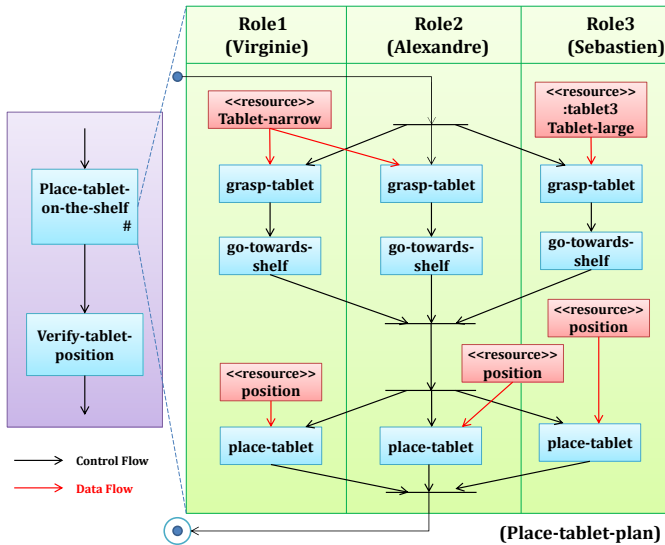 Role1
(Virginie)
Role2
(Alexandre)
Role3
(Sebastien)
<<resource>>
Tablet-narrow
<<resource>>
:tablet3
Tablet-large
Place-tablet-
on-the-shelf
#
grasp-tablet
grasp-tablet
grasp-tablet
go-towards-
shelf
go-towards-
shelf
go-towards-
shelf
Verify-tablet-
position
<<resource>>
position
<<resource>>
position
<<resource>>
position
place-tablet
place-tablet
place-tablet
Control Flow
Data Flow
(Place-tablet-plan)